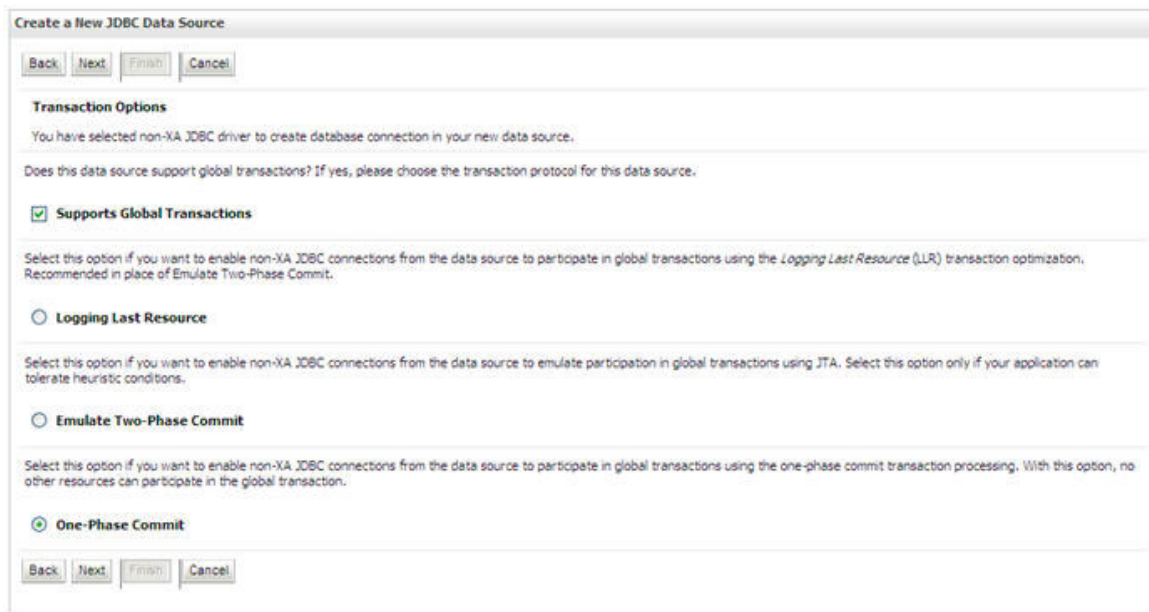 Create a New JDBC Data Source
Back Next Finish Cancel
Transaction Options
You have selected non-XA JDBC driver to create database connection in your new data source.
Does this data source support global transactions? If yes, please choose the transaction protocol for this data source.
Supports Global Transactions
Select this option if you want to enable non-XA JDBC connections from the data source to participate in global transactions using the Logging Last Resource (LLR) transaction optimization.
Recommended in place of Emulate Two-Phase Commit.
Logging Last Resource
Select this option if you want to enable non-XA JDBC connections from the data source to emulate participation in global transactions using JTA. Select this option only if your application can
tolerate heuristic conditions.
Emulate Two-Phase Commit
Select this option if you want to enable non-XA JDBC connections from the data source to participate in global transactions using the one-phase commit transaction processing. With this option, no
other resources can participate in the global transaction.
One-Phase Commit
Back Next Finish Cancel